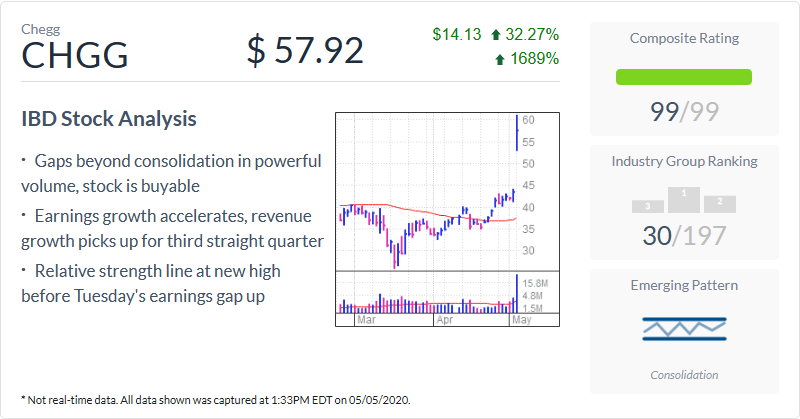 Chegg
CHGG
$ 57.92
$14.13 32.27%
1689%
IBD Stock Analysis
· Gaps beyond consolidation in powerful
volume, stock is buyable
· Earnings growth accelerates, revenue
growth picks up for third straight quarter
· Relative strength line at new high
before Tuesday's earnings gap up
60
55
50
45
40
35
30
15.8M
4.8M
1.5M
Mar Apr May
Composite Rating
99/99
Industry Group Ranking
3 1 2
30/197
Emerging Pattern
Consolidation
* Not real-time data. All data shown was captured at 1:33PM EDT on 05/05/2020.